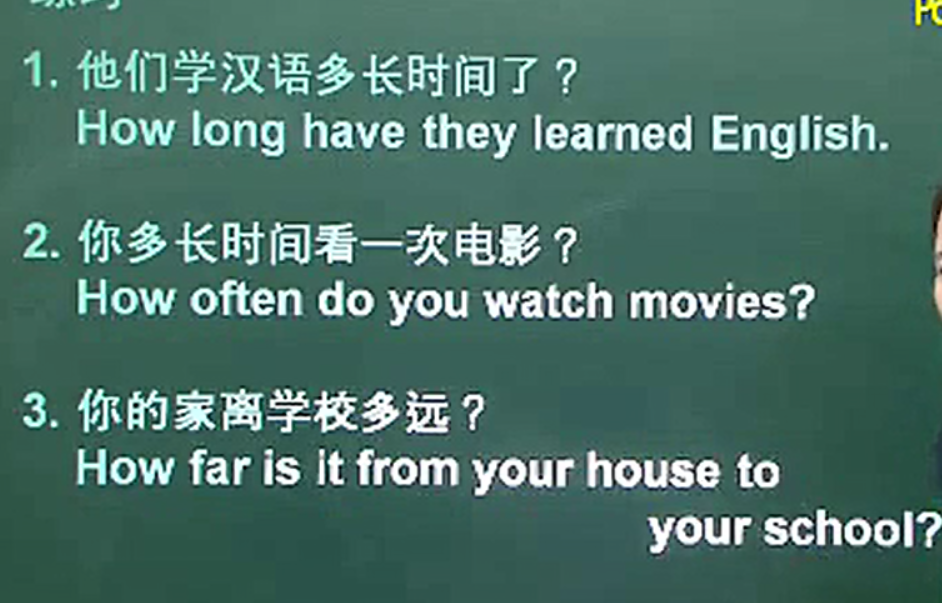 练习
1. 他们学汉语多长时间了？
How long have they learned English.
2. 你多长时间看一次电影？
How often do you watch movies?
3. 你的家离学校多远？
How far is it from your house to
your school?